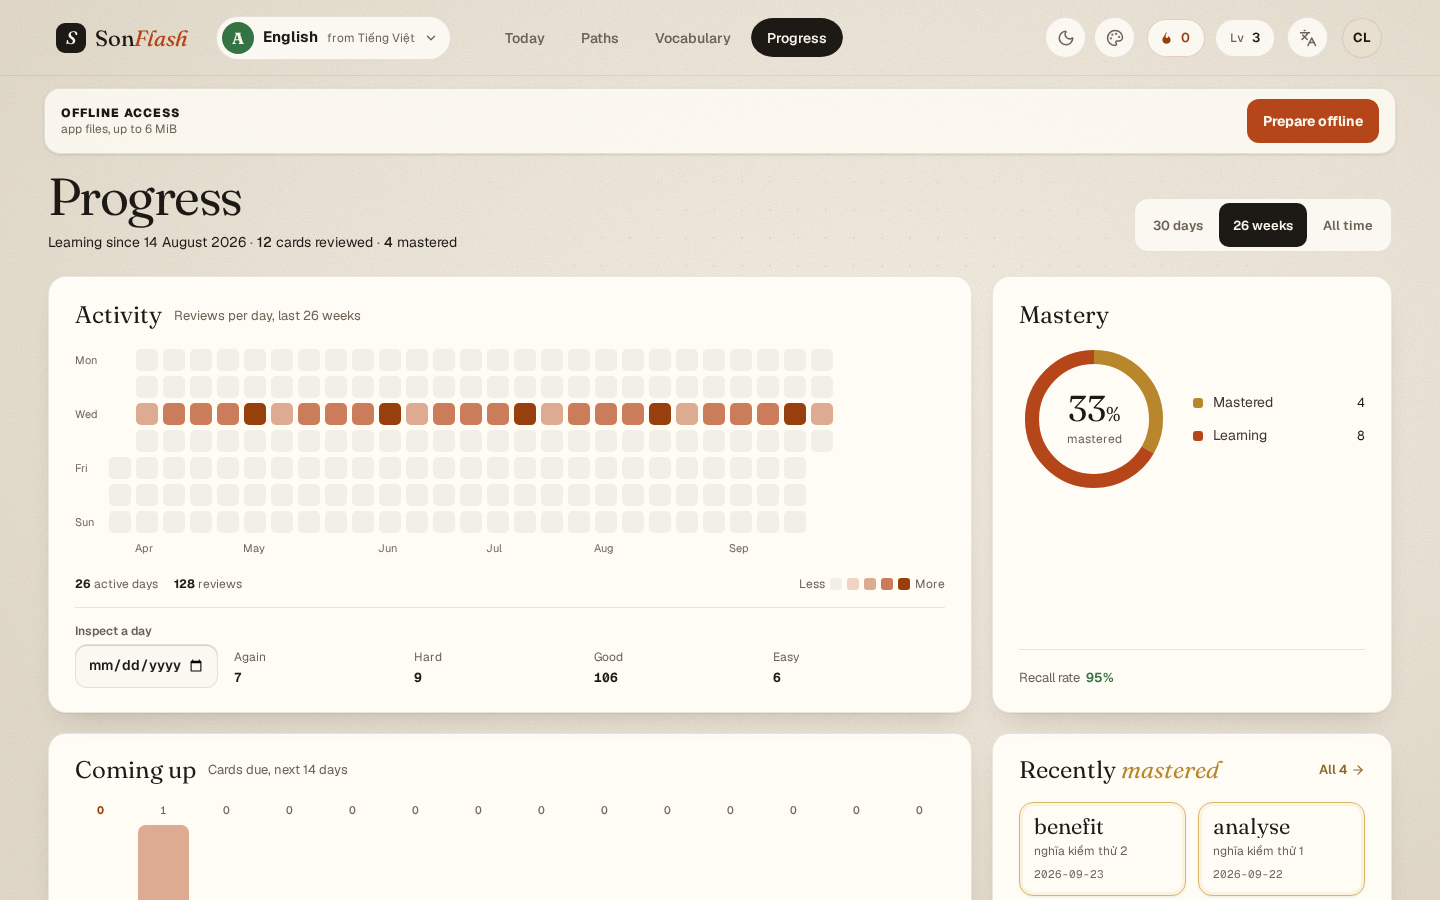 S SonFlash
A English from Tiếng Việt
Today Paths Vocabulary Progress
0
Lv 3
CL
OFFLINE ACCESS
app files, up to 6 MiB
Prepare offline
Progress
Learning since 14 August 2026 · 12 cards reviewed · 4 mastered
30 days 26 weeks All time
Activity Reviews per day, last 26 weeks
Mon
Wed
Fri
Sun
Apr May Jun Jul Aug Sep
26 active days 128 reviews
Less More
Inspect a day
mm/dd/yyyy
Again Hard Good Easy
7 9 106 6
Mastery
33%
mastered
Mastered 4
Learning 8
Recall rate 95%
Coming up Cards due, next 14 days
0 1 0 0 0 0 0 0 0 0 0 0 0 0
Recently mastered
All 4 →
benefit
nghĩa kiểm thử 2
2026-09-23
analyse
nghĩa kiểm thử 1
2026-09-22